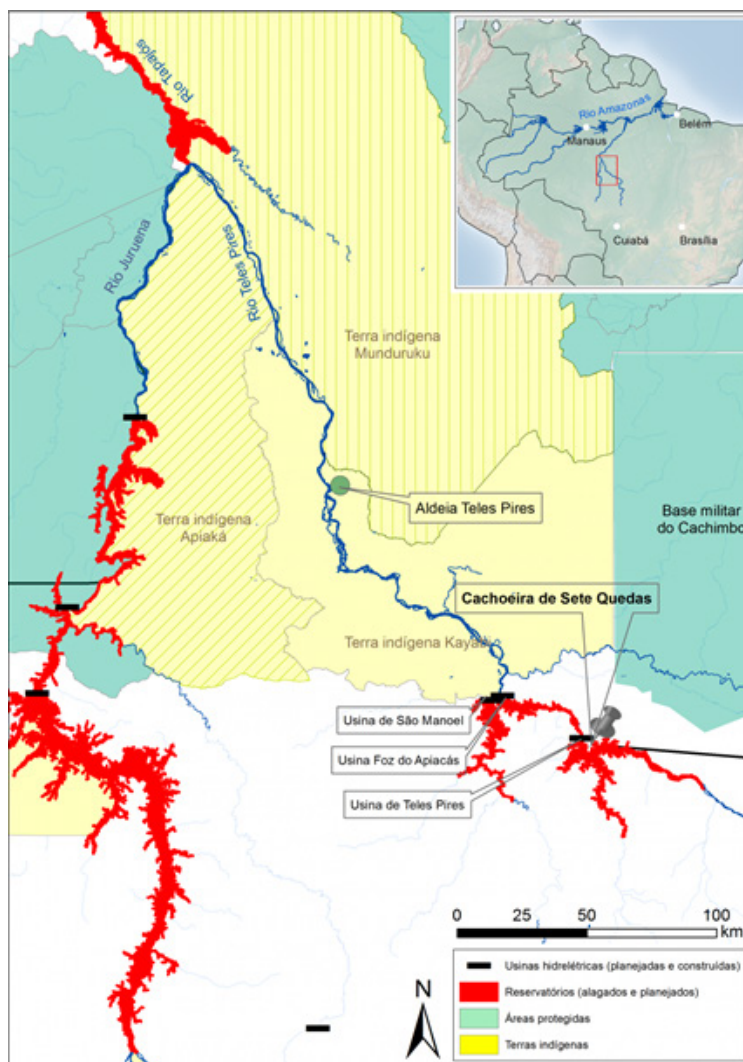 Rio Tapajós
Rio Juruena
Rio Teles Pires
Rio Amazonas
Manaus
Belém
Cuiabá
Brasília
Terra indígena
Munduruku
Aldeia Teles Pires
Terra indígena
Apiaká
Base militar
do Cachimbo
Cachoeira de Sete Quedas
Terra indígena Kayabi
Usina de São Manoel
Usina Foz do Apiacás
Usina de Teles Pires
0 25 50 100
km
N
Usinas hidrelétricas (planejadas e construídas)
Reservatórios (alagados e planejados)
Áreas protegidas
Terras indígenas